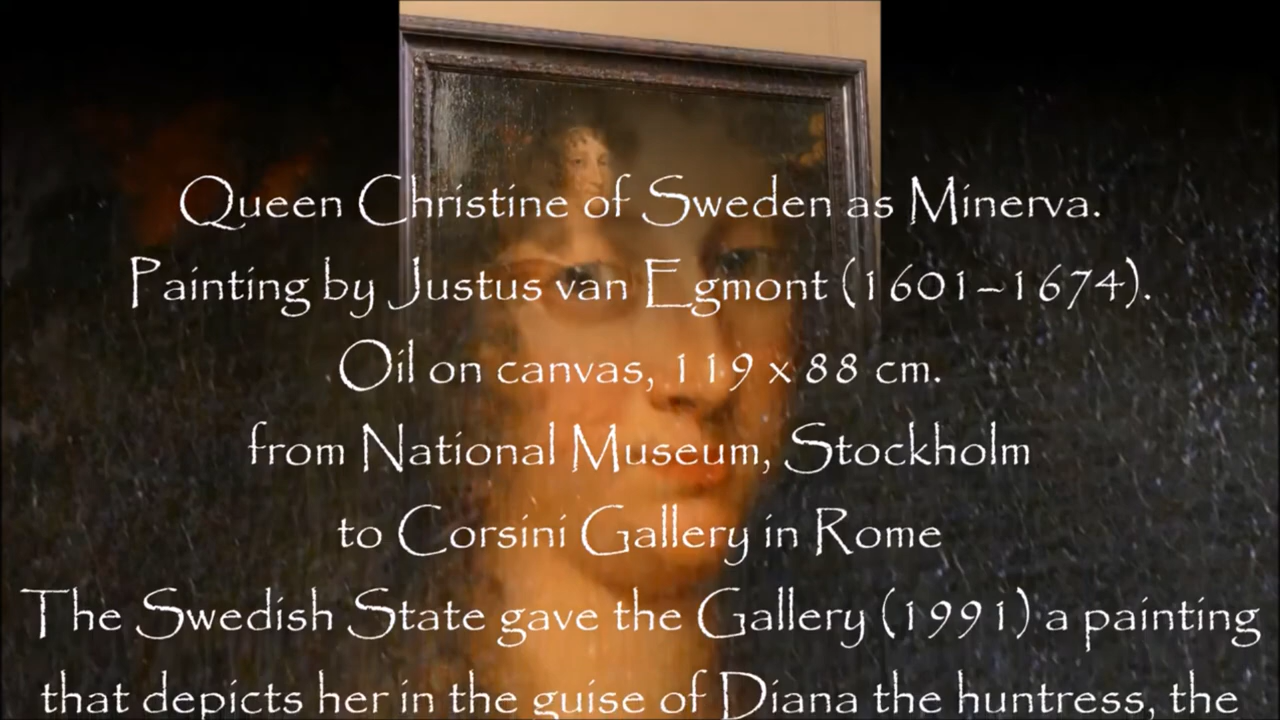 Queen Christine of Sweden as Minerva.
Painting by Justus van Egmont (1601–1674).
Oil on canvas, 119 x 88 cm.
from National Museum, Stockholm
to Corsini Gallery in Rome
The Swedish State gave the Gallery (1991) a painting
that depicts her in the guise of Diana the huntress, the